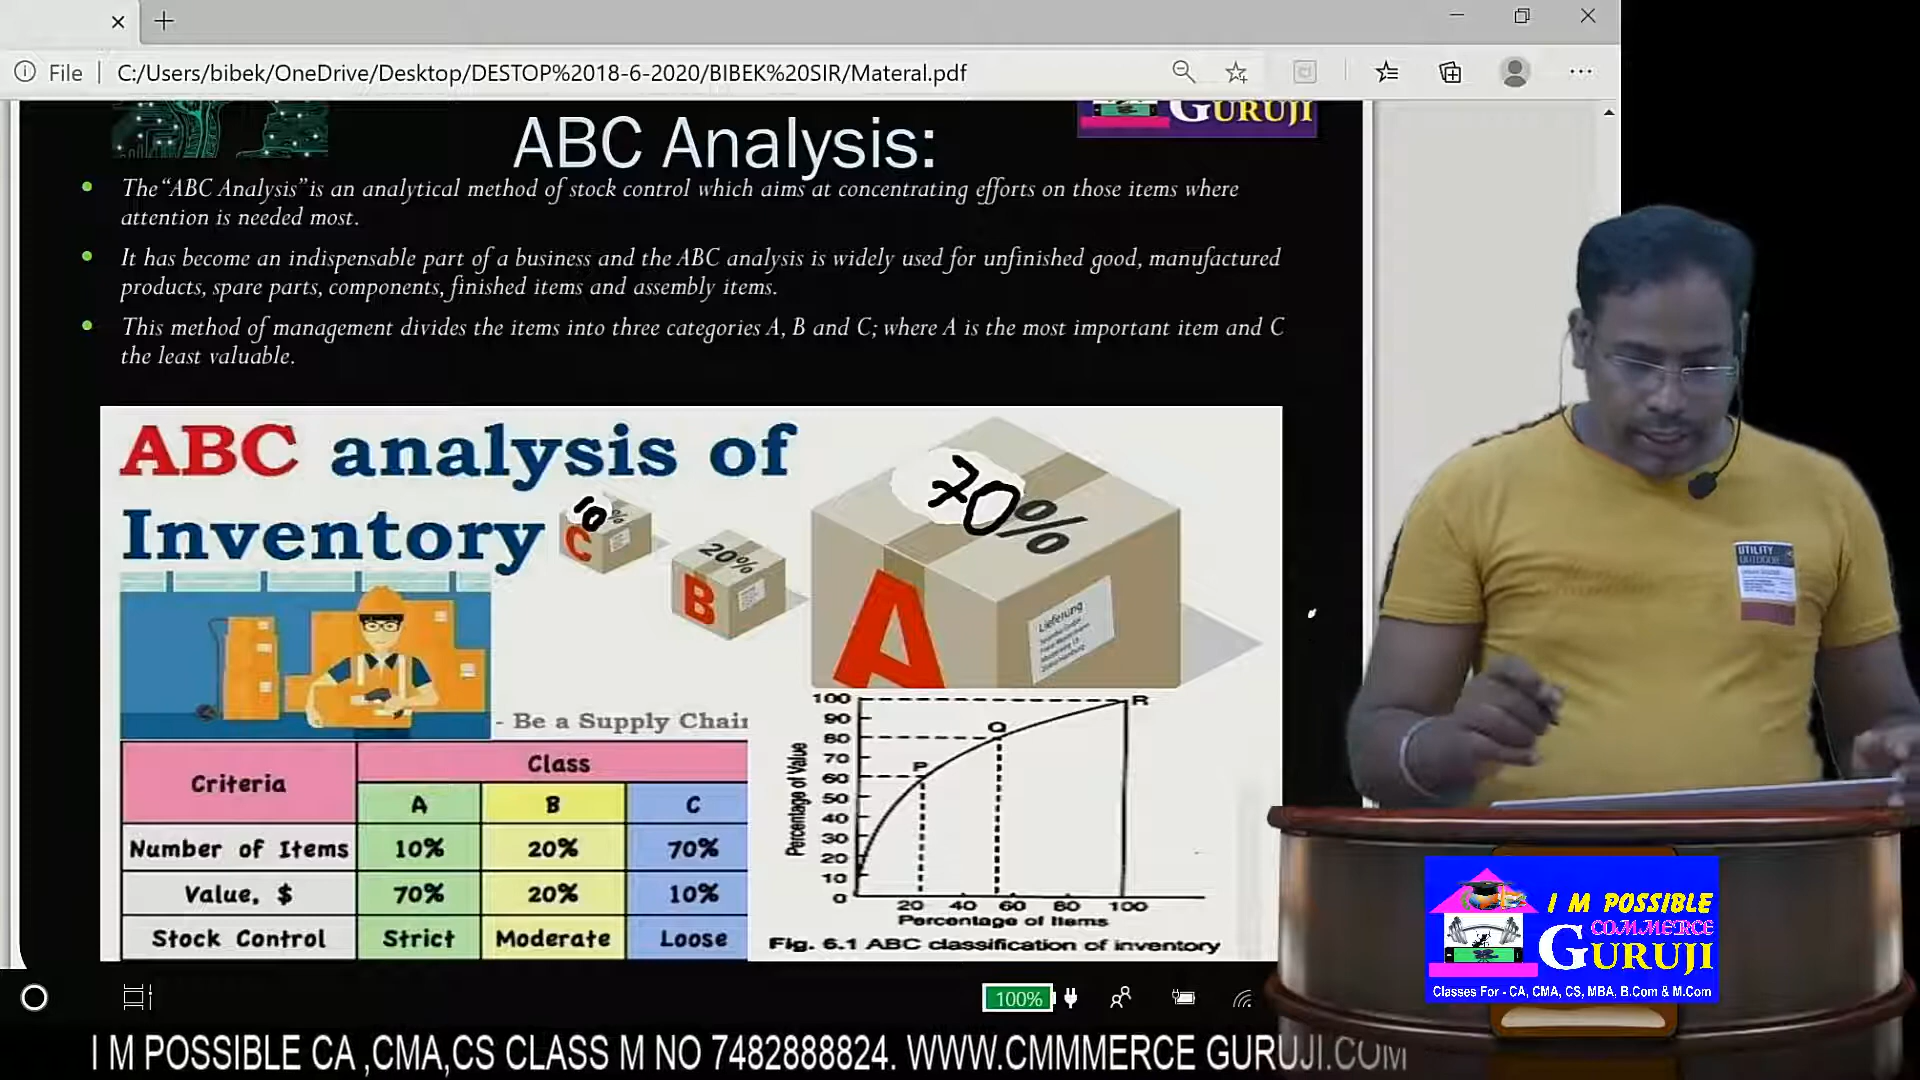 File | C:/Users/bibek/OneDrive/Desktop/DESTOP%2018-6-2020/BIBEK%20SIR/Materal.pdf
GURUJI
ABC Analysis:
The "ABC Analysis" is an analytical method of stock control which aims at concentrating efforts on those items where
attention is needed most.
It has become an indispensable part of a business and the ABC analysis is widely used for unfinished good, manufactured
products, spare parts, components, finished items and assembly items.
This method of management divides the items into three categories A, B and C; where A is the most important item and C
the least valuable.
ABC analysis of
Inventory
10%
C
20%
B
70%
A
Lieferung
- Be a Supply Chain
Criteria
Class
A B C
Number of Items 10% 20% 70%
Value, $ 70% 20% 10%
Stock Control Strict Moderate Loose
Percentage of Value
100
90
80
70
60
50
40
30
20
10
0
P
Q
R
20 40 60 80 100
Percentage of Items
Fig. 6.1 ABC classification of inventory
UTILITY
OUTDOOR
I M POSSIBLE
COMMERCE
GURUJI
Classes For - CA, CMA, CS, MBA, B.Com & M.Com
100%
I M POSSIBLE CA ,CMA,CS CLASS M NO 7482888824. WWW.CMMMERCE GURUJI.COM